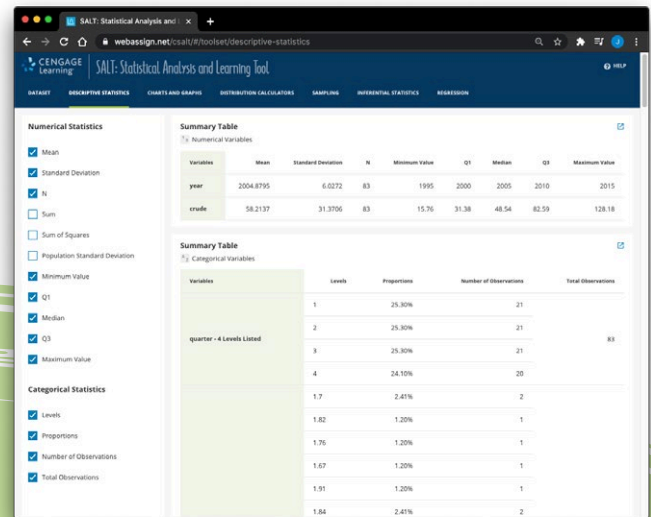 SALT: Statistical Analysis and L
webassign.net/csalt/#/toolset/descriptive-statistics
CENGAGE Learning
SALT: Statistical Analysis and Learning Tool
HELP
DATASET DESCRIPTIVE STATISTICS CHARTS AND GRAPHS DISTRIBUTION CALCULATORS SAMPLING INFERENTIAL STATISTICS REGRESSION
Numerical Statistics
Mean
Standard Deviation
N
Sum
Sum of Squares
Population Standard Deviation
Minimum Value
Q1
Median
Q3
Maximum Value
Categorical Statistics
Levels
Proportions
Number of Observations
Total Observations
Summary Table
Numerical Variables
Variables Mean Standard Deviation N Minimum Value Q1 Median Q3 Maximum Value
year 2004.8795 6.0272 83 1995 2000 2005 2010 2015
crude 58.2137 31.3706 83 15.76 31.38 48.54 82.59 128.18
Summary Table
Categorical Variables
Variables Levels Proportions Number of Observations Total Observations
1 25.30% 21
2 25.30% 21
quarter - 4 Levels Listed 83
3 25.30% 21
4 24.10% 20
1.7 2.41% 2
1.82 1.20% 1
1.76 1.20% 1
1.67 1.20% 1
1.91 1.20% 1
1.84 2.41% 2